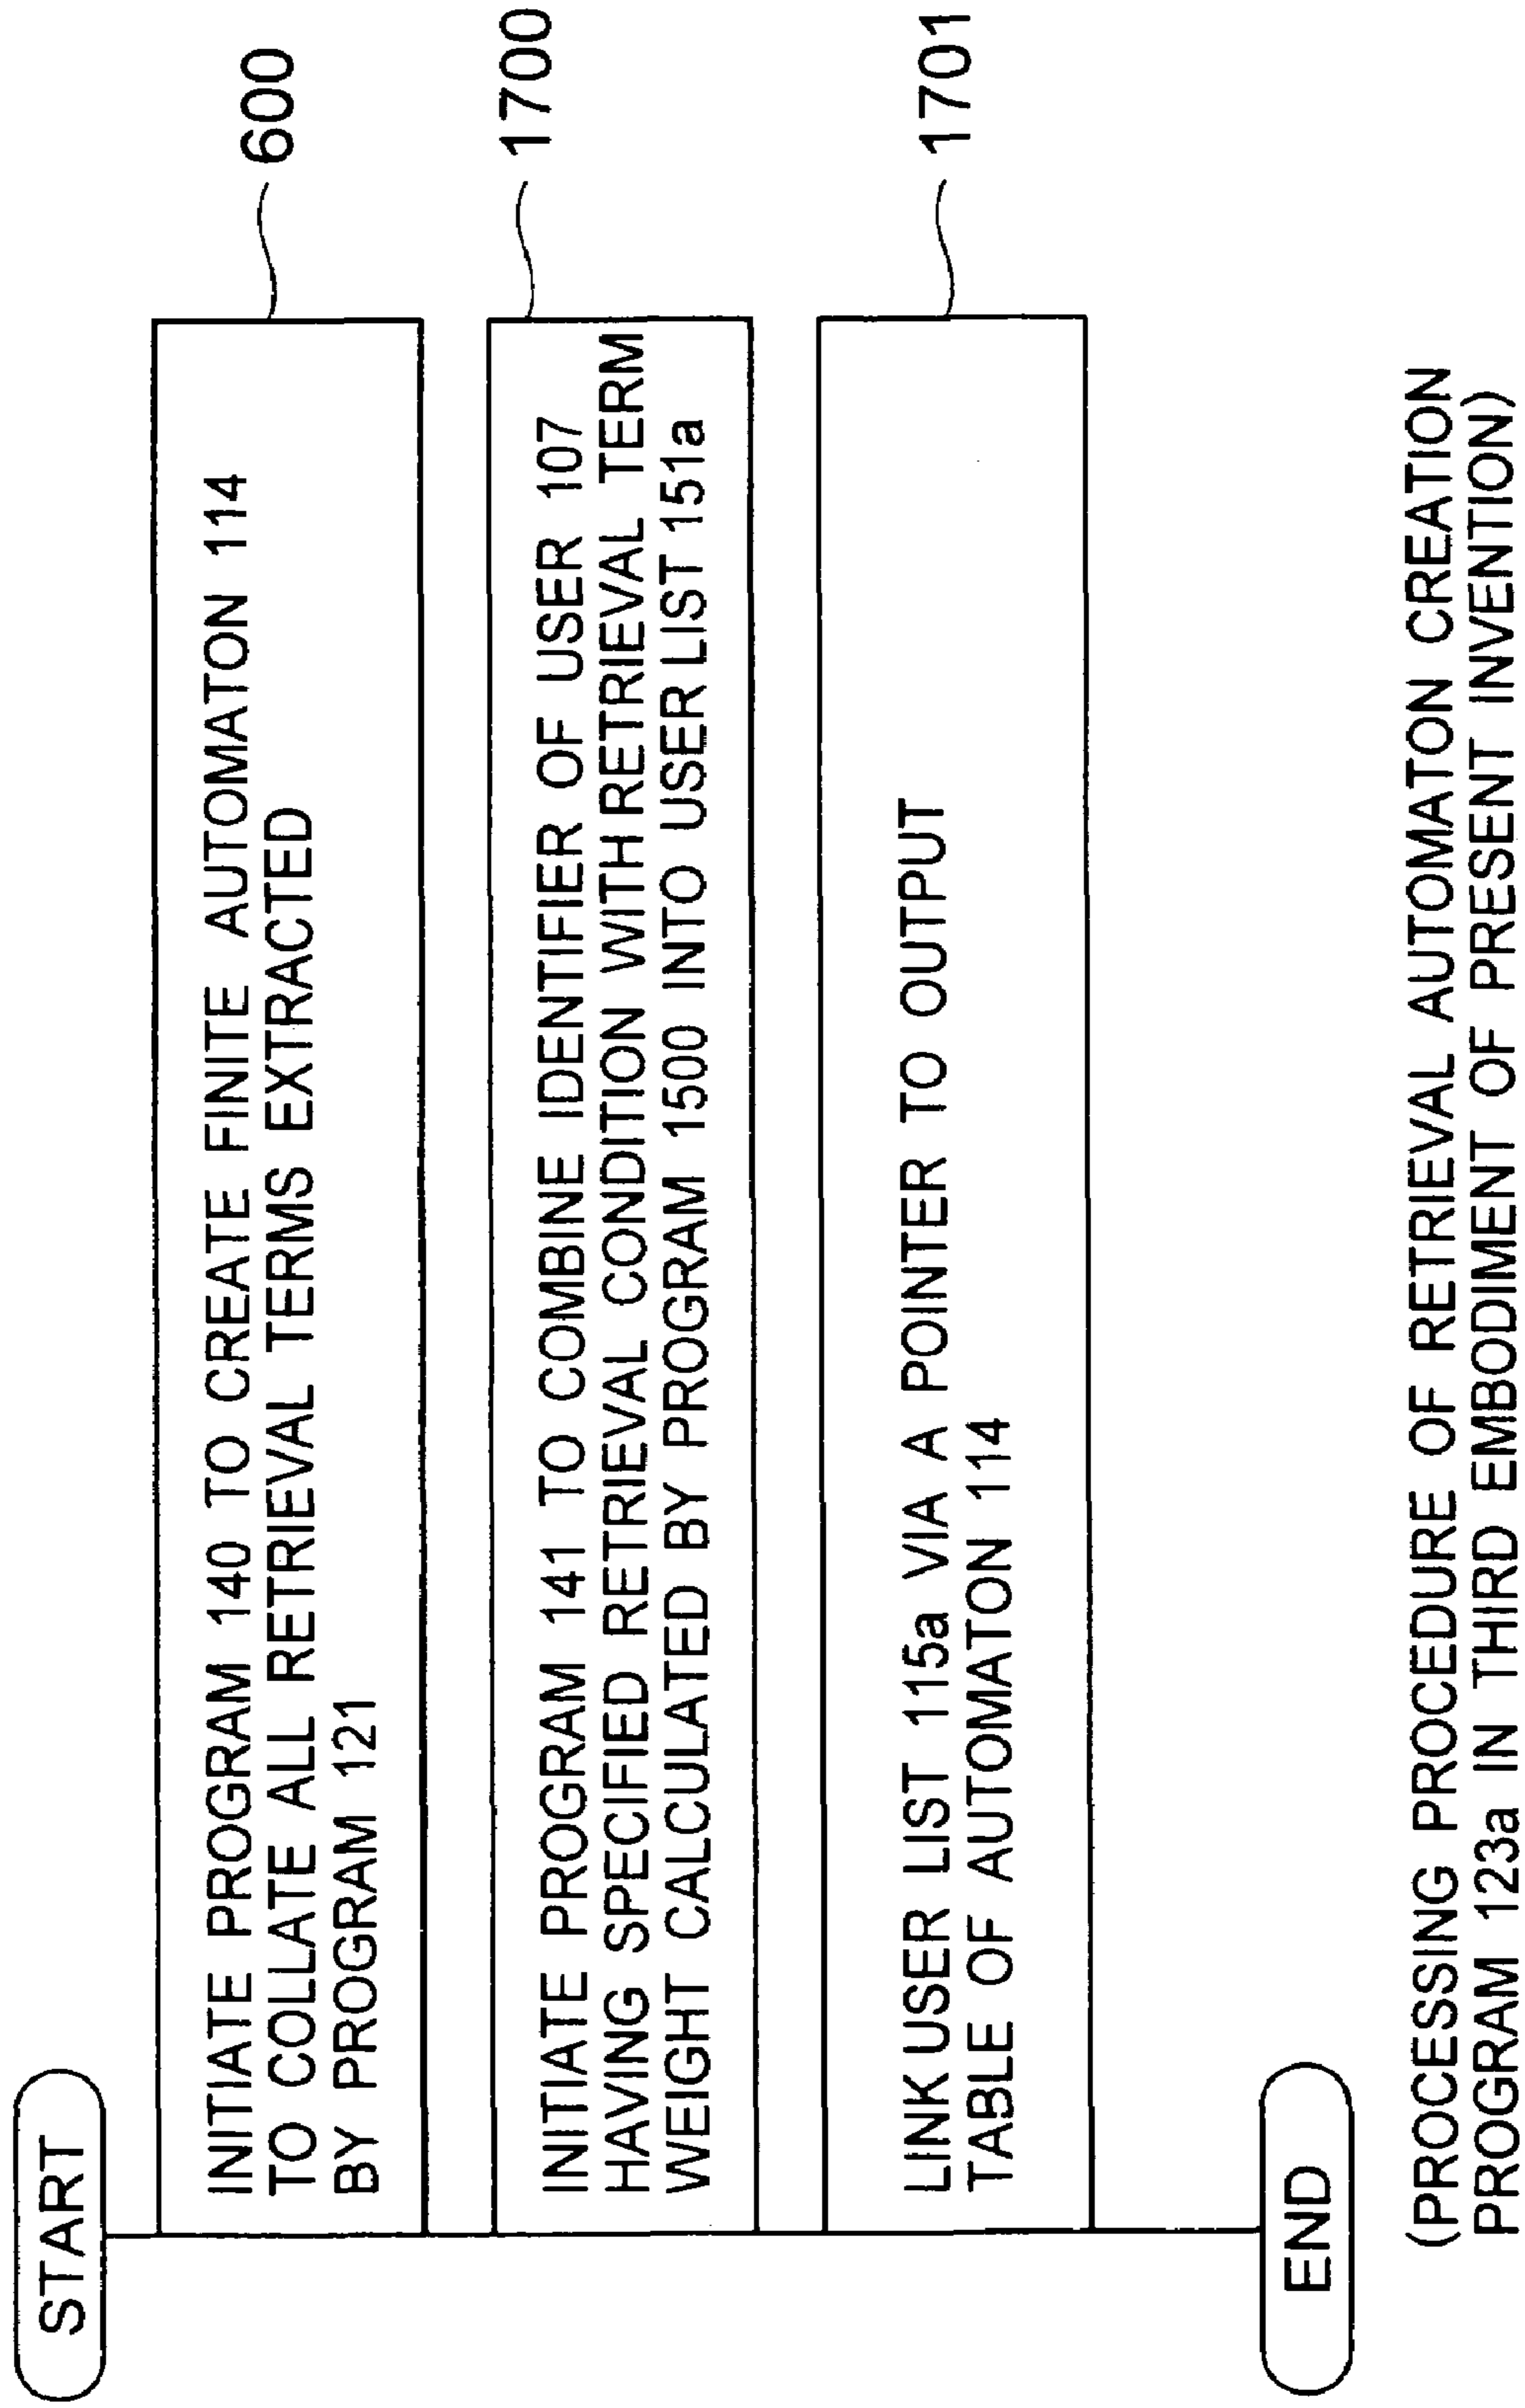 START
INITIATE PROGRAM 140 TO CREATE FINITE AUTOMATON 114
TO COLLATE ALL RETRIEVAL TERMS EXTRACTED
BY PROGRAM 121
600
INITIATE PROGRAM 141 TO COMBINE IDENTIFIER OF USER 107
HAVING SPECIFIED RETRIEVAL CONDITION WITH RETRIEVAL TERM
WEIGHT CALCULATED BY PROGRAM 1500 INTO USER LIST 151a
1700
LINK USER LIST 115a VIA A POINTER TO OUTPUT
TABLE OF AUTOMATON 114
1701
END
(PROCESSING PROCEDURE OF RETRIEVAL AUTOMATON CREATION
PROGRAM 123a IN THIRD EMBODIMENT OF PRESENT INVENTION)